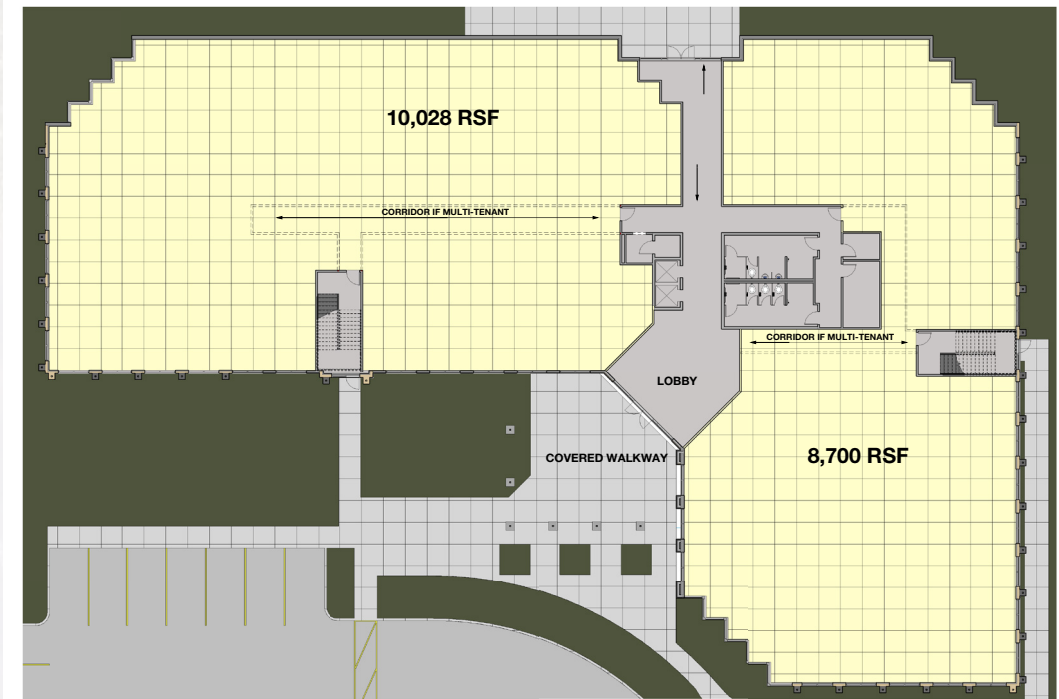 10,028 RSF
CORRIDOR IF MULTI-TENANT
CORRIDOR IF MULTI-TENANT
LOBBY
COVERED WALKWAY
8,700 RSF